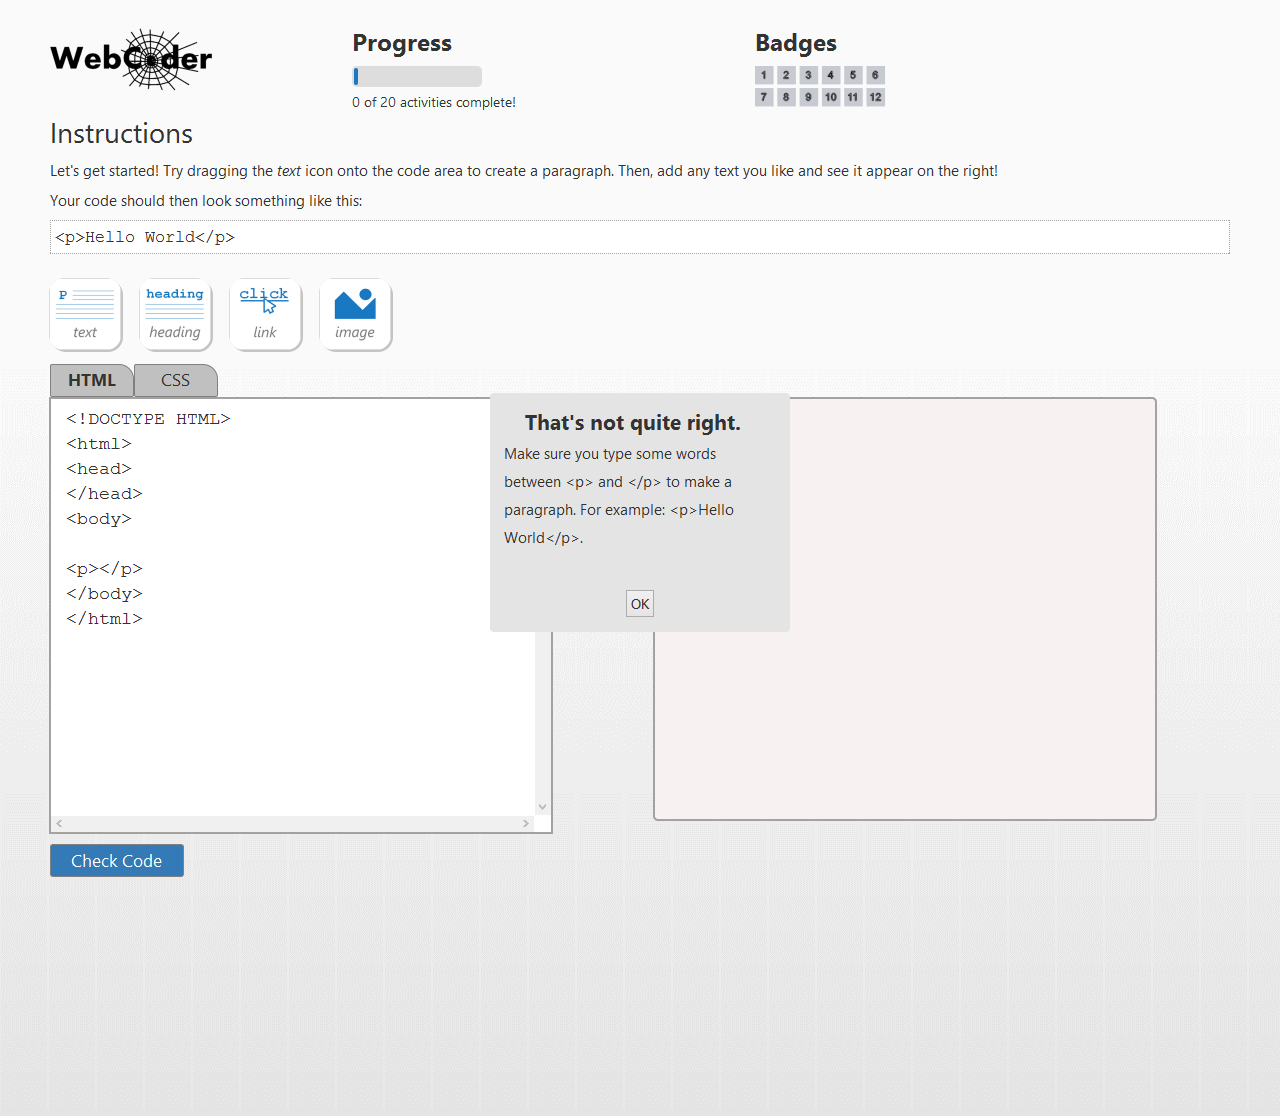 WebCoder
Progress
0 of 20 activities complete!
Badges
1 2 3 4 5 6
7 8 9 10 11 12
Instructions
Let's get started! Try dragging the text icon onto the code area to create a paragraph. Then, add any text you like and see it appear on the right!
Your code should then look something like this:
<p>Hello World</p>
P
text
heading
heading
click
link
image
HTML CSS
<!DOCTYPE HTML>
<html>
<head>
</head>
<body>
<p></p>
</body>
</html>
That's not quite right.
Make sure you type some words
between <p> and </p> to make a
paragraph. For example: <p>Hello
World</p>.
OK
Check Code